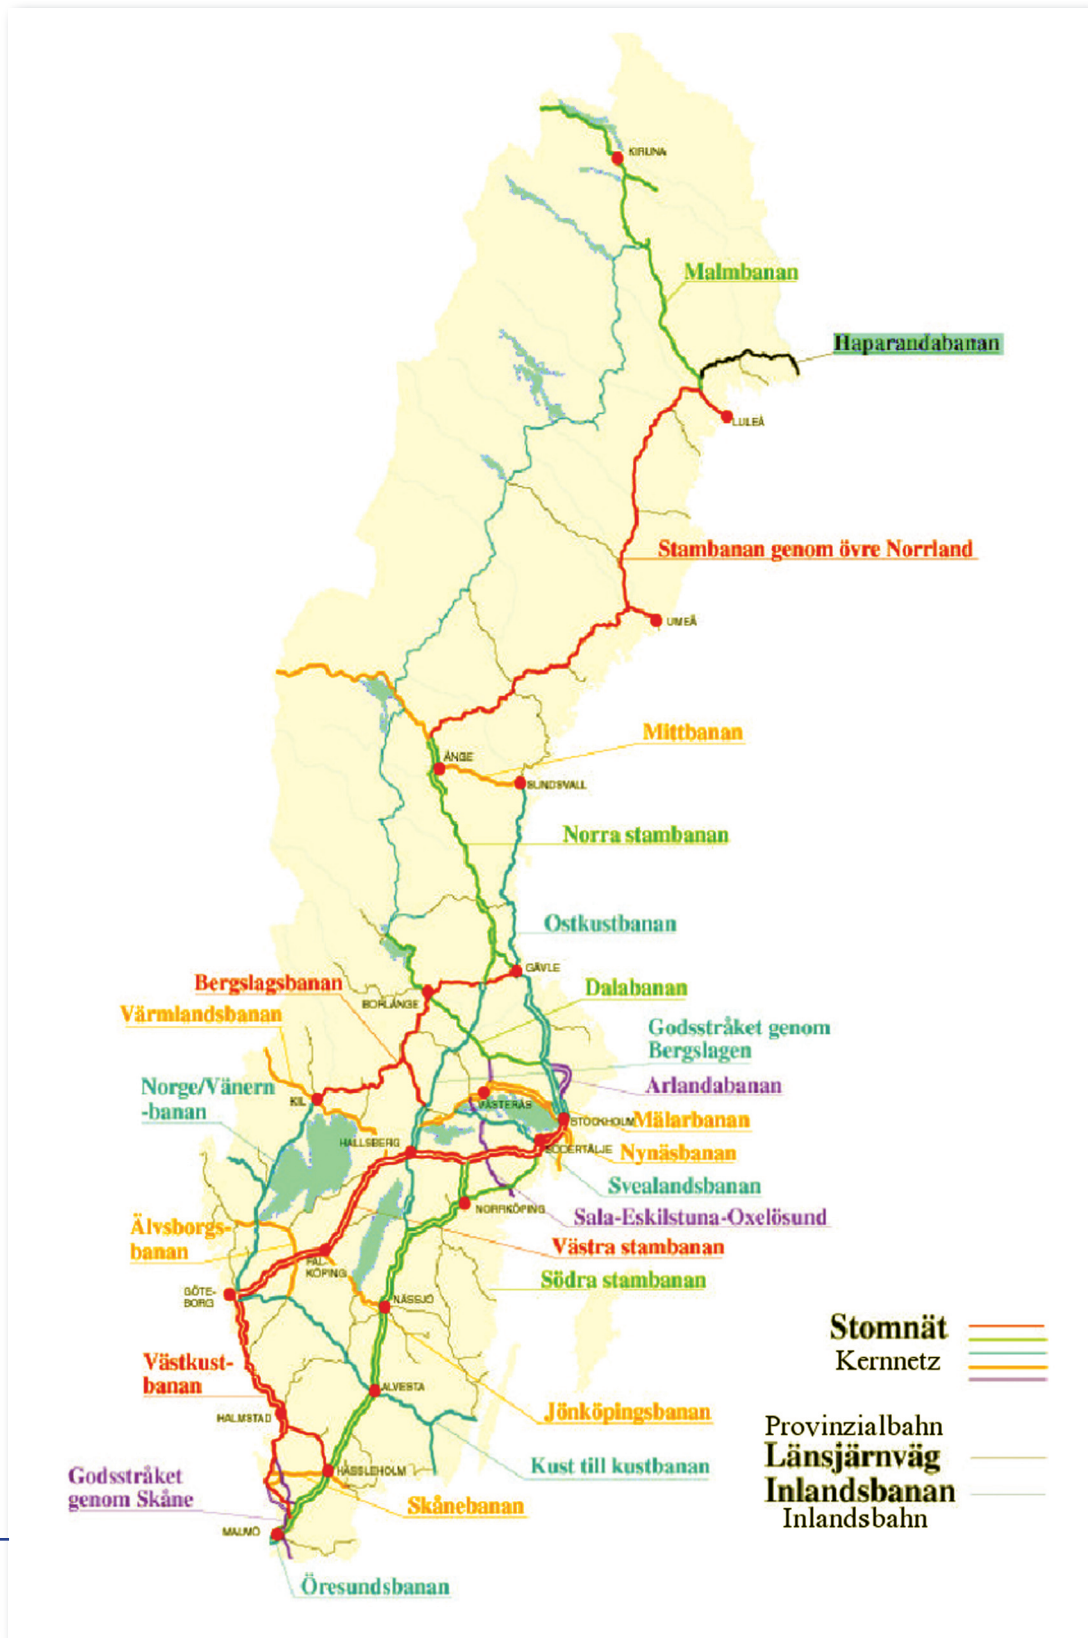 KIRUNA
Malmbanan
Haparandabanan
LULEÅ
Stambanan genom övre Norrland
UMEÅ
Mittbanan
ÅNGE
SUNDSVALL
Norra stambanan
Ostkustbanan
GÄVLE
Bergslagsbanan
Dalabanan
BORLÄNGE
Värmlandsbanan
Godsstråket genom
Bergslagen
Norge/Vänern
-banan
Arlandabanan
KIL
VÄSTERÅS
STOCKHOLM
Mälarbanan
HALLSBERG
SÖDERTÄLJE
Nynäsbanan
Svealandsbanan
NORRKÖPING
Sala-Eskilstuna-Oxelösund
Älvsborgs-
banan
Västra stambanan
FAL-
KÖPING
Södra stambanan
GÖTE-
BORG
NÄSSJÖ
Stomnät
Kernnetz
Västkust-
banan
ALVESTA
Jönköpingsbanan
HALMSTAD
Provinzialbahn
Länsjärnväg
Inlandsbanan
Inlandsbahn
Kust till kustbanan
HÄSSLEHOLM
Godsstråket
genom Skåne
Skånebanan
MALMÖ
Öresundsbanan